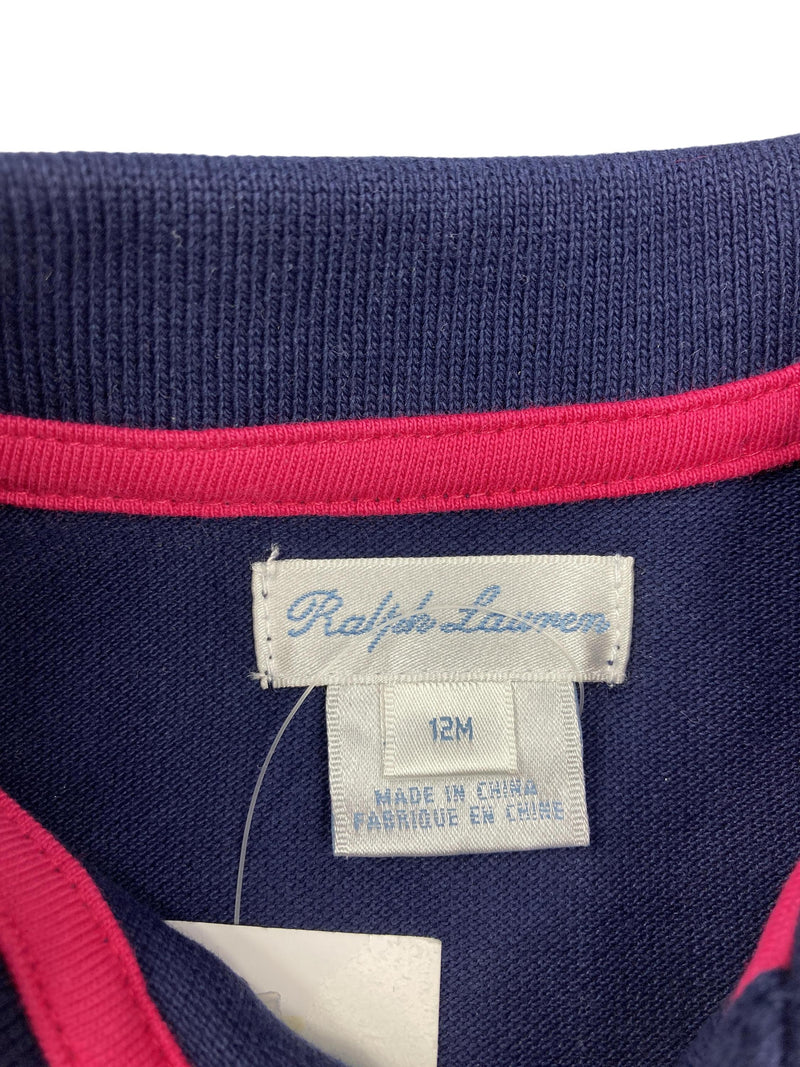 Ralph Lauren
12M
MADE IN CHINA
FABRIQUE EN CHINE